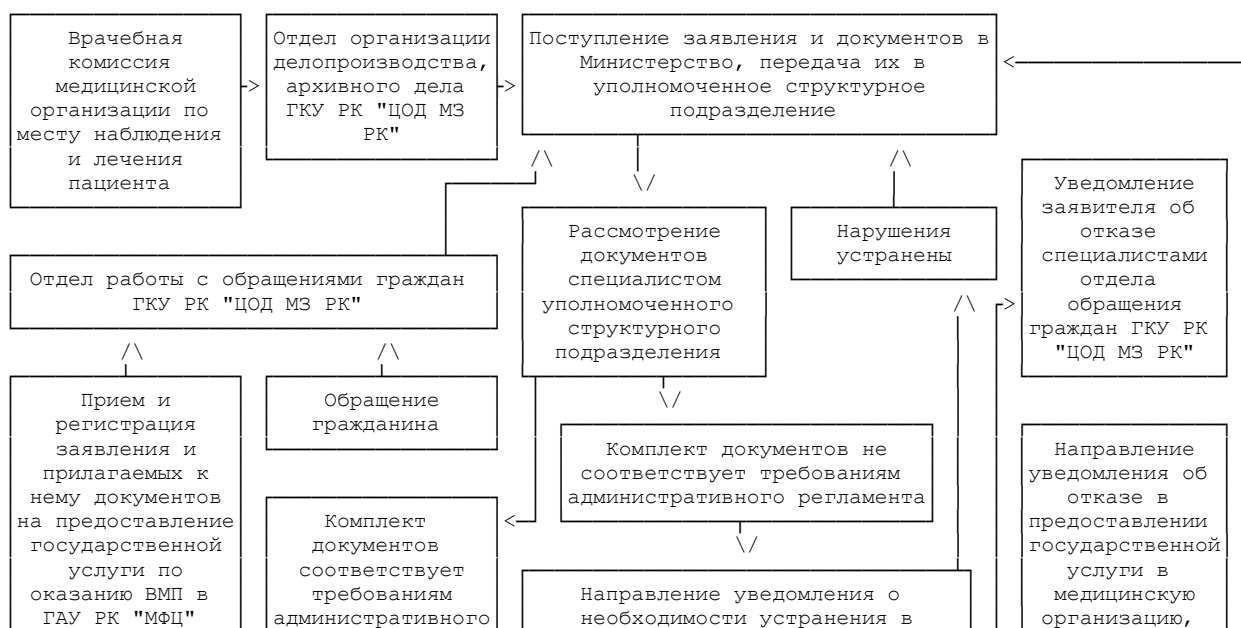 Врачебная
комиссия
медицинской
организации по
месту наблюдения
и лечения
пациента
Отдел организации
делопроизводства,
архивного дела
ГКУ РК "ЦОД МЗ
РК"
Поступление заявления и документов в
Министерство, передача их в
уполномоченное структурное
подразделение
Отдел работы с обращениями граждан
ГКУ РК "ЦОД МЗ РК"
Рассмотрение
документов
специалистом
уполномоченного
структурного
подразделения
Нарушения
устранены
Уведомление
заявителя об
отказе
специалистами
отдела
обращения
граждан ГКУ РК
"ЦОД МЗ РК"
Прием и
регистрация
заявления и
прилагаемых к
нему документов
на предоставление
государственной
услуги по
оказанию ВМП в
ГАУ РК "МФЦ"
Обращение
гражданина
Комплект документов не
соответствует требованиям
административного регламента
Комплект
документов
соответствует
требованиям
административного
Направление уведомления о
необходимости устранения в
Направление
уведомления об
отказе в
предоставлении
государственной
услуги в
медицинскую
организацию,